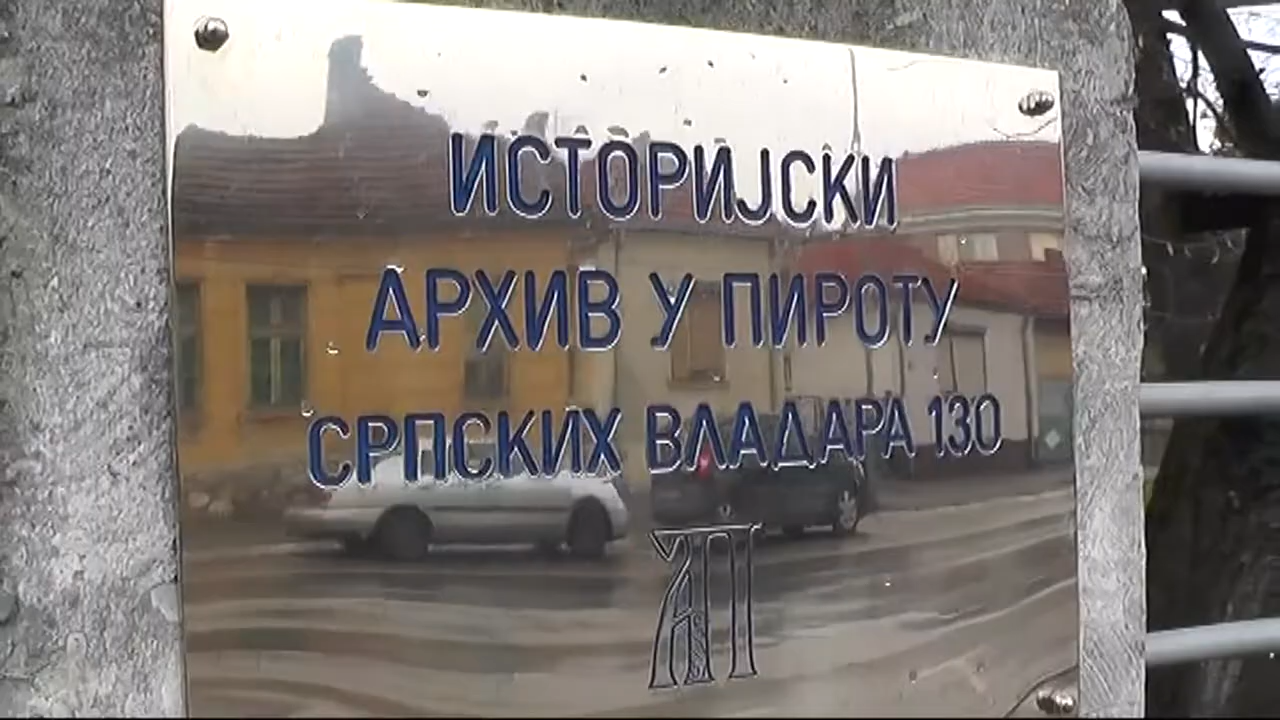 ИСТОРИЈСКИ
АРХИВ У ПИРОТУ
СРПСКИХ ВЛАДАРА 130